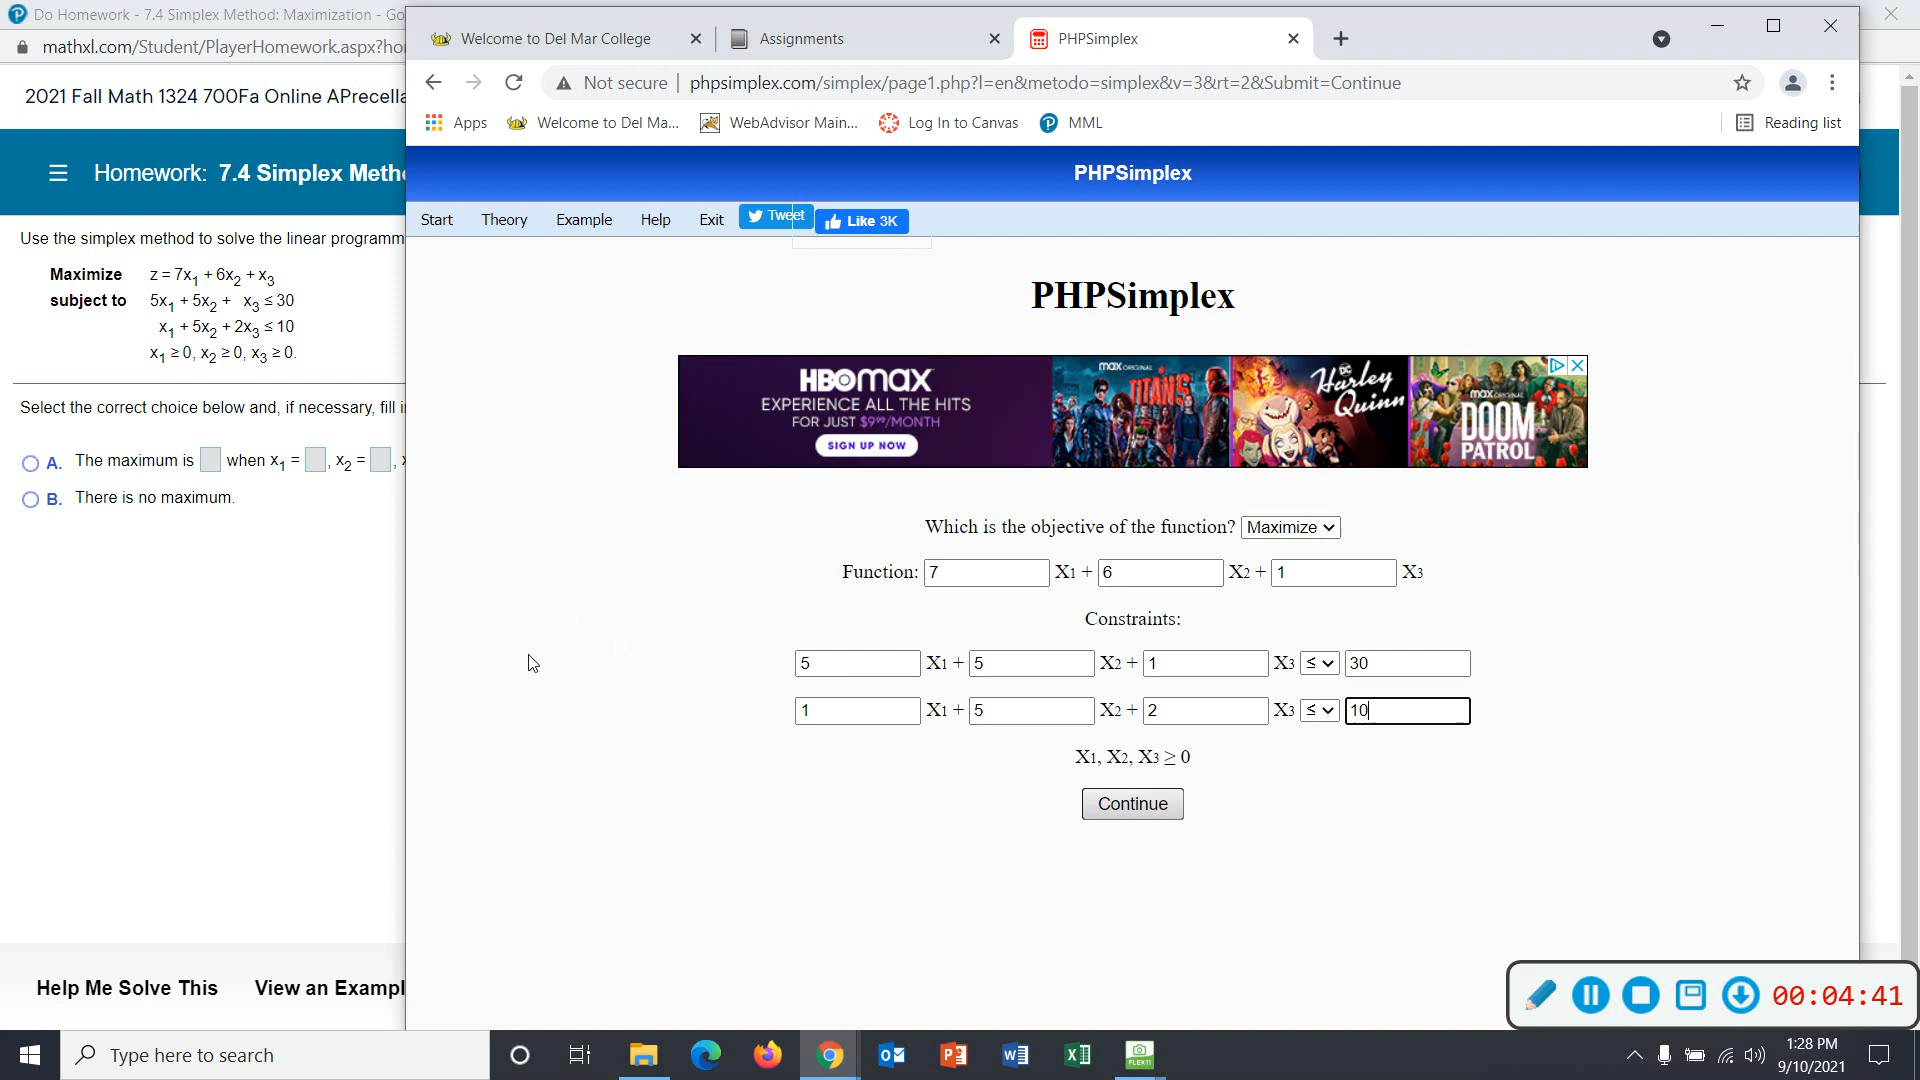 Do Homework - 7.4 Simplex Method: Maximization - Go
mathxl.com/Student/PlayerHomework.aspx?ho
2021 Fall Math 1324 700Fa Online APrecella
Homework: 7.4 Simplex Meth
Use the simplex method to solve the linear programm
Maximize z = 7x1 + 6x2 + x3
subject to 5x1 + 5x2 + x3 ≤ 30
x1 + 5x2 + 2x3 ≤ 10
x1 ≥ 0, x2 ≥ 0, x3 ≥ 0.
Select the correct choice below and, if necessary, fill i
A. The maximum is when x1 = , x2 = ,
B. There is no maximum.
Help Me Solve This View an Exampl
Welcome to Del Mar College
Assignments
PHPSimplex
Not secure phpsimplex.com/simplex/page1.php?l=en&metodo=simplex&v=3&rt=2&Submit=Continue
Apps Welcome to Del Ma... WebAdvisor Main... Log In to Canvas MML Reading list
PHPSimplex
Start Theory Example Help Exit Tweet Like 3K
PHPSimplex
HBOmax
EXPERIENCE ALL THE HITS
FOR JUST $9⁹⁹/MONTH
SIGN UP NOW
max ORIGINAL
TITANS
DC
Harley Quinn
max ORIGINAL
DOOM PATROL
Which is the objective of the function? Maximize
Function: 7 X1 + 6 X2 + 1 X3
Constraints:
5 X1 + 5 X2 + 1 X3 ≤ 30
1 X1 + 5 X2 + 2 X3 ≤ 10
X1, X2, X3 ≥ 0
Continue
00:04:41
Type here to search
FLEX11
1:28 PM
9/10/2021